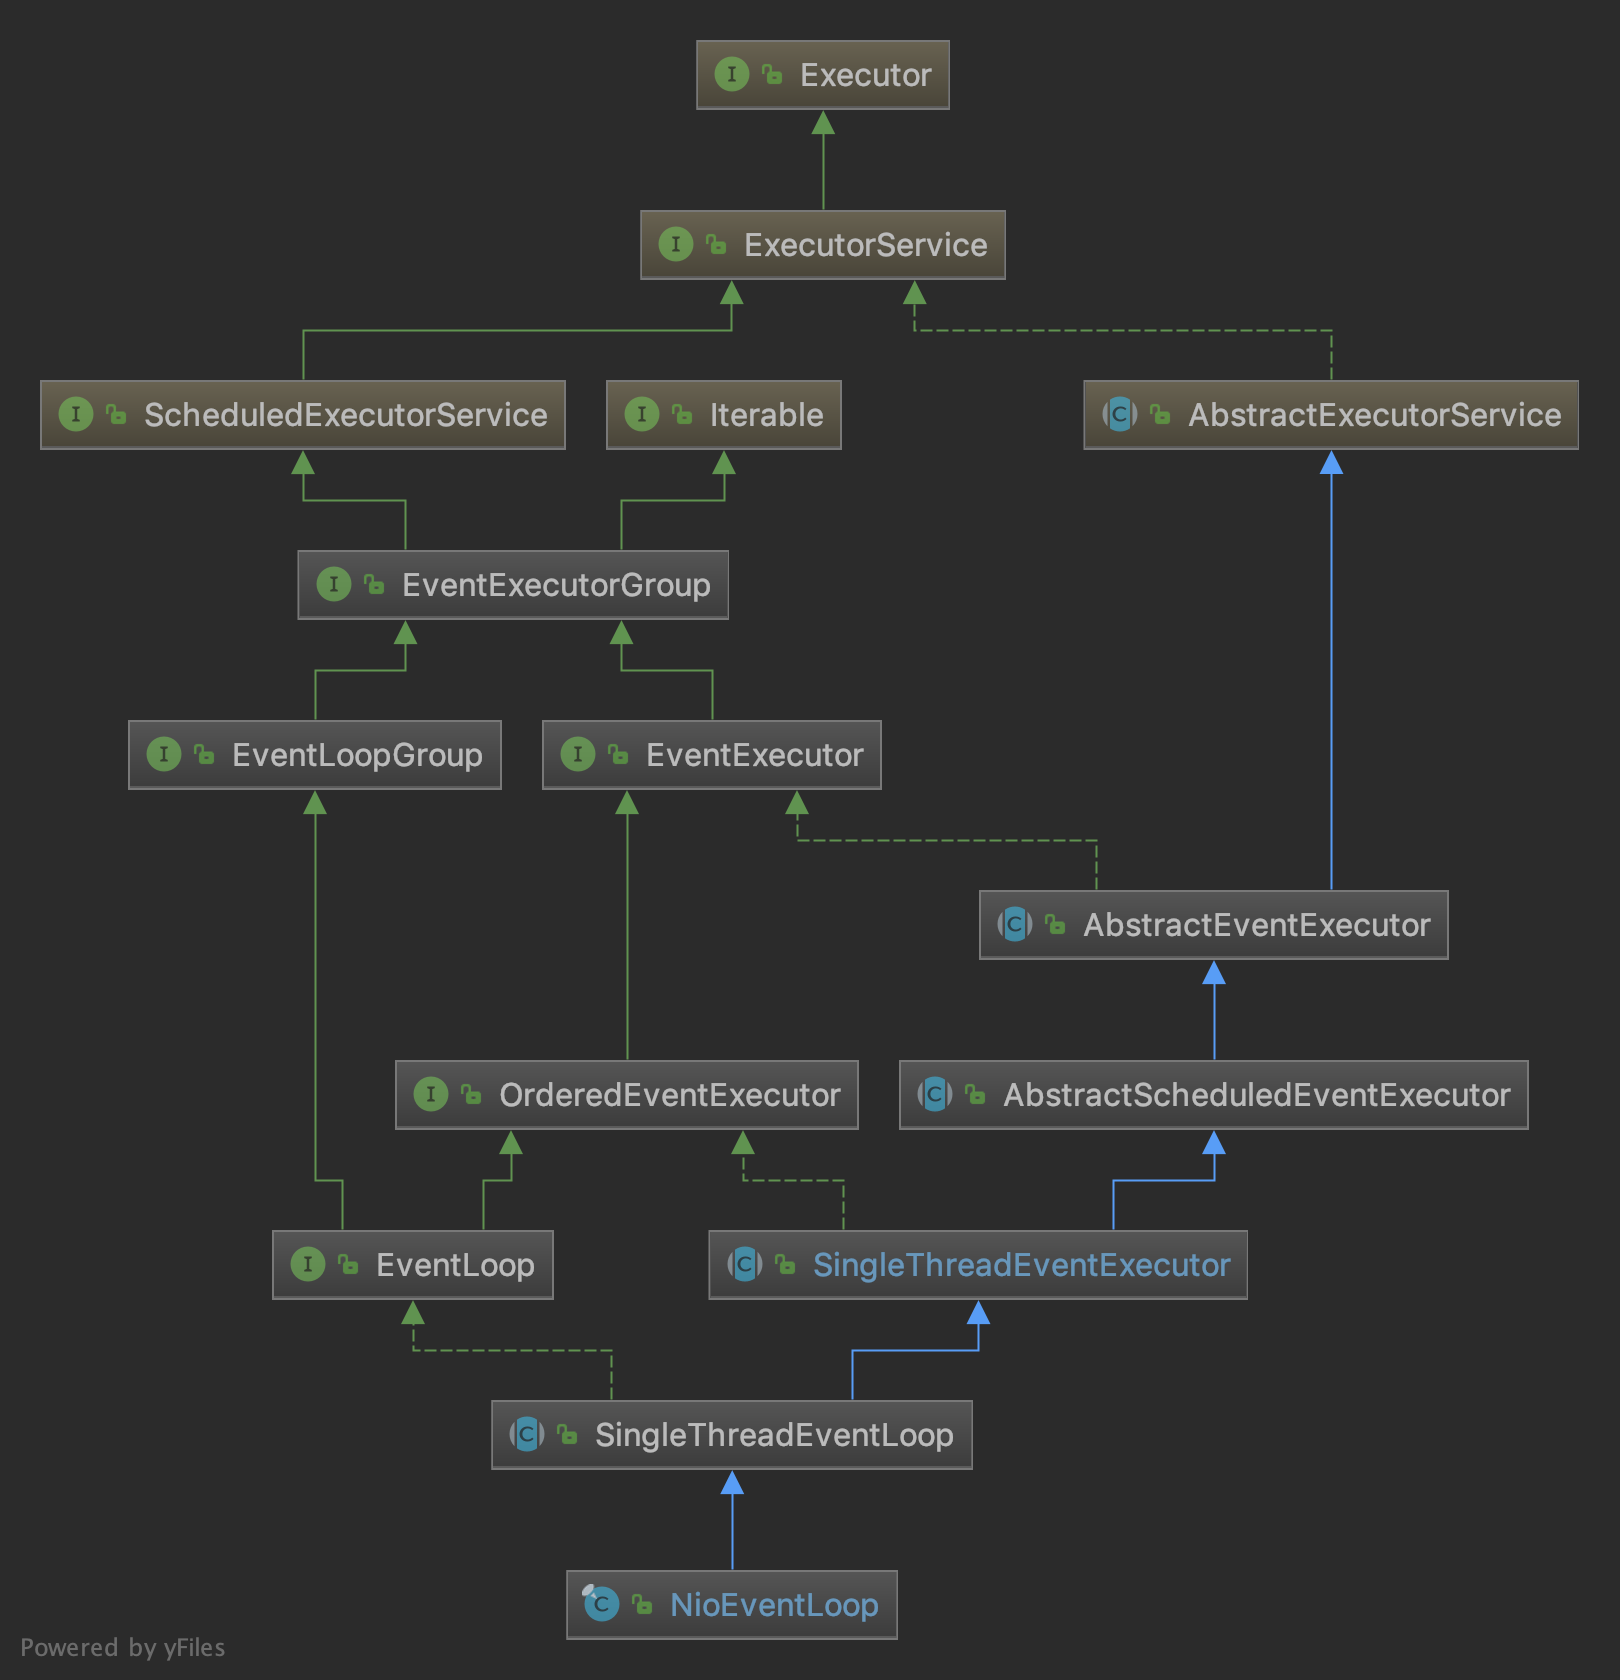 Executor
ExecutorService
ScheduledExecutorService
Iterable
AbstractExecutorService
EventExecutorGroup
EventLoopGroup
EventExecutor
AbstractEventExecutor
OrderedEventExecutor
AbstractScheduledEventExecutor
EventLoop
SingleThreadEventExecutor
SingleThreadEventLoop
NioEventLoop
Powered by yFiles